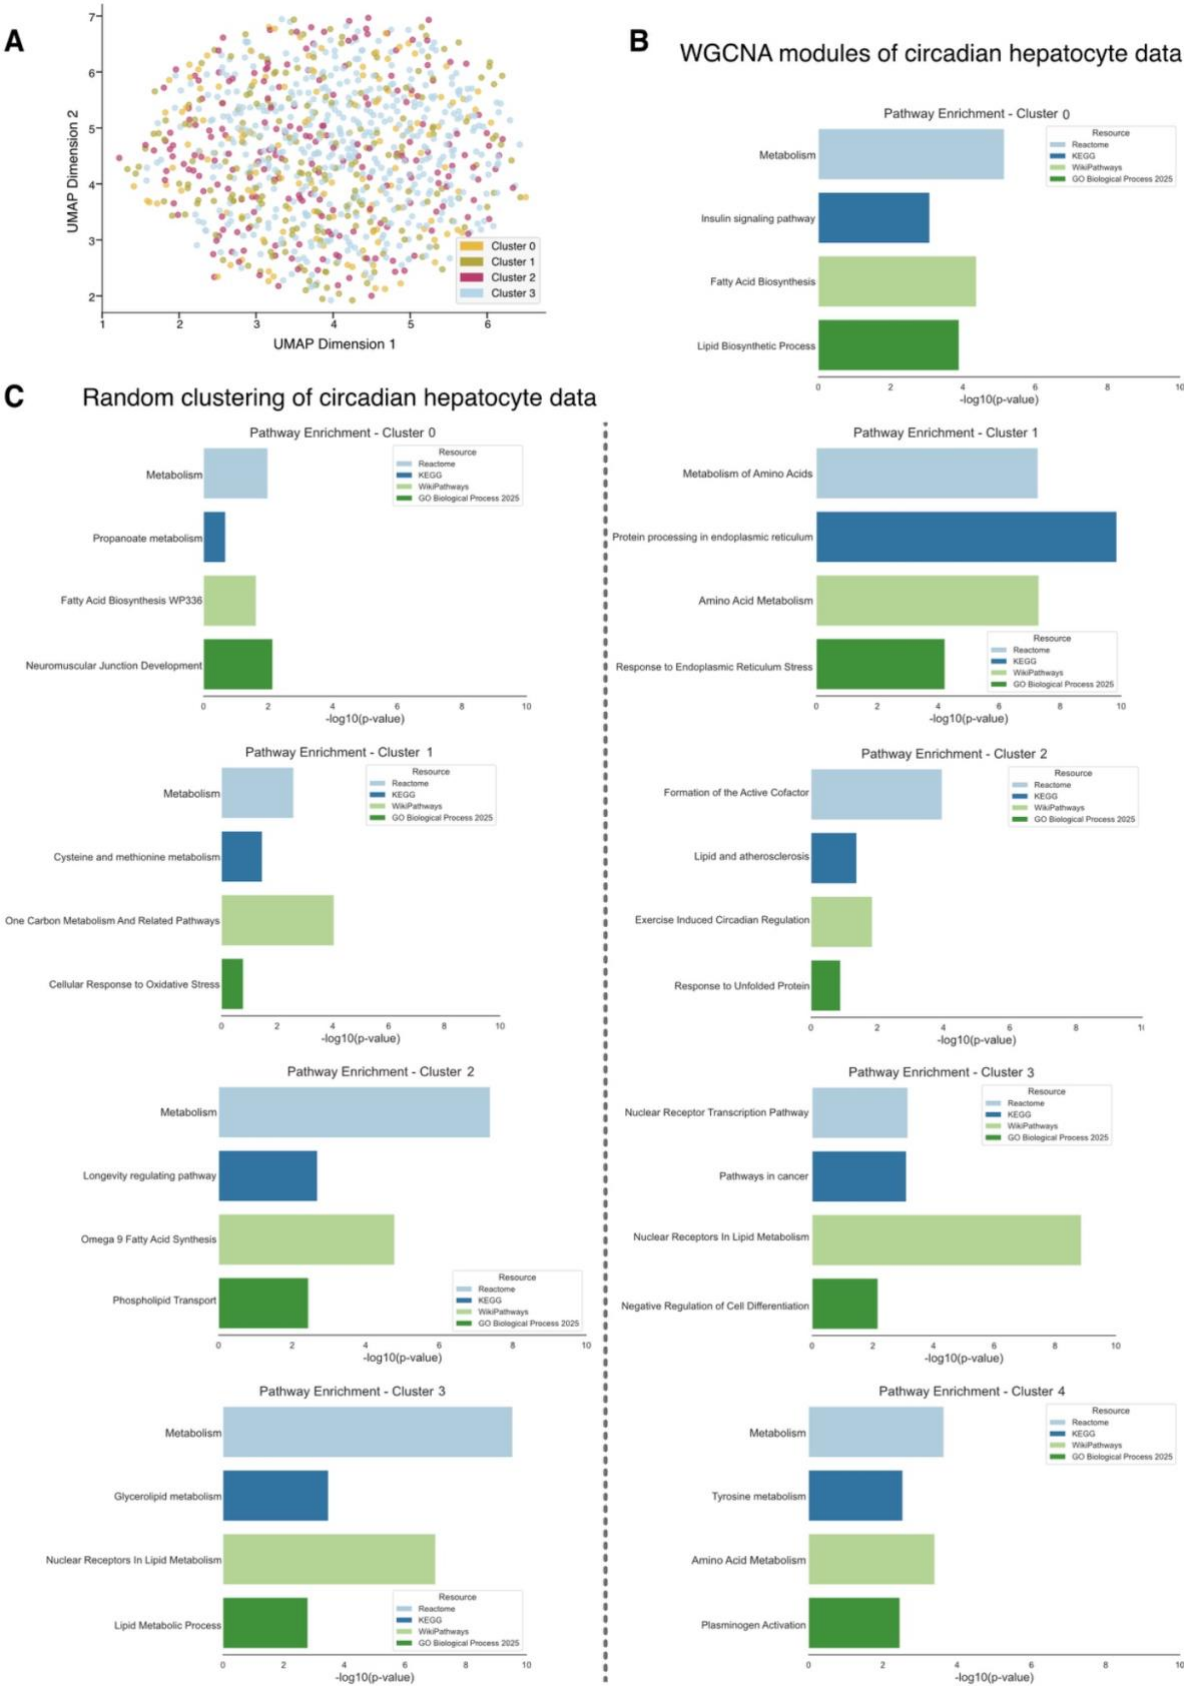 A
7
6
5
4
3
2
1
2
3
4
5
6
UMAP Dimension 2
UMAP Dimension 1
Cluster 0
Cluster 1
Cluster 2
Cluster 3
B
WGCNA modules of circadian hepatocyte data
Pathway Enrichment - Cluster 0
Metabolism
Insulin signaling pathway
Fatty Acid Biosynthesis
Lipid Biosynthetic Process
Resource
Reactome
KEGG
WikiPathways
GO Biological Process 2025
0 2 4 6 8 10
-log10(p-value)
C
Random clustering of circadian hepatocyte data
Pathway Enrichment - Cluster 0
Metabolism
Propanoate metabolism
Fatty Acid Biosynthesis WP336
Neuromuscular Junction Development
Resource
Reactome
KEGG
WikiPathways
GO Biological Process 2025
0 2 4 6 8 10
-log10(p-value)
Pathway Enrichment - Cluster 1
Metabolism of Amino Acids
Protein processing in endoplasmic reticulum
Amino Acid Metabolism
Response to Endoplasmic Reticulum Stress
Resource
Reactome
KEGG
WikiPathways
GO Biological Process 2025
0 2 4 6 8 10
-log10(p-value)
Pathway Enrichment - Cluster 1
Metabolism
Cysteine and methionine metabolism
One Carbon Metabolism And Related Pathways
Cellular Response to Oxidative Stress
Resource
Reactome
KEGG
WikiPathways
GO Biological Process 2025
0 2 4 6 8 10
-log10(p-value)
Pathway Enrichment - Cluster 2
Formation of the Active Cofactor
Lipid and atherosclerosis
Exercise Induced Circadian Regulation
Response to Unfolded Protein
Resource
Reactome
KEGG
WikiPathways
GO Biological Process 2025
0 2 4 6 8
-log10(p-value)
Pathway Enrichment - Cluster 2
Metabolism
Longevity regulating pathway
Omega 9 Fatty Acid Synthesis
Phospholipid Transport
Resource
Reactome
KEGG
WikiPathways
GO Biological Process 2025
0 2 4 6 8 10
-log10(p-value)
Pathway Enrichment - Cluster 3
Nuclear Receptor Transcription Pathway
Pathways in cancer
Nuclear Receptors In Lipid Metabolism
Negative Regulation of Cell Differentiation
Resource
Reactome
KEGG
WikiPathways
GO Biological Process 2025
0 2 4 6 8 10
-log10(p-value)
Pathway Enrichment - Cluster 3
Metabolism
Glycerolipid metabolism
Nuclear Receptors In Lipid Metabolism
Lipid Metabolic Process
Resource
Reactome
KEGG
WikiPathways
GO Biological Process 2025
0 2 4 6 8 10
-log10(p-value)
Pathway Enrichment - Cluster 4
Metabolism
Tyrosine metabolism
Amino Acid Metabolism
Plasminogen Activation
Resource
Reactome
KEGG
WikiPathways
GO Biological Process 2025
0 2 4 6 8 10
-log10(p-value)